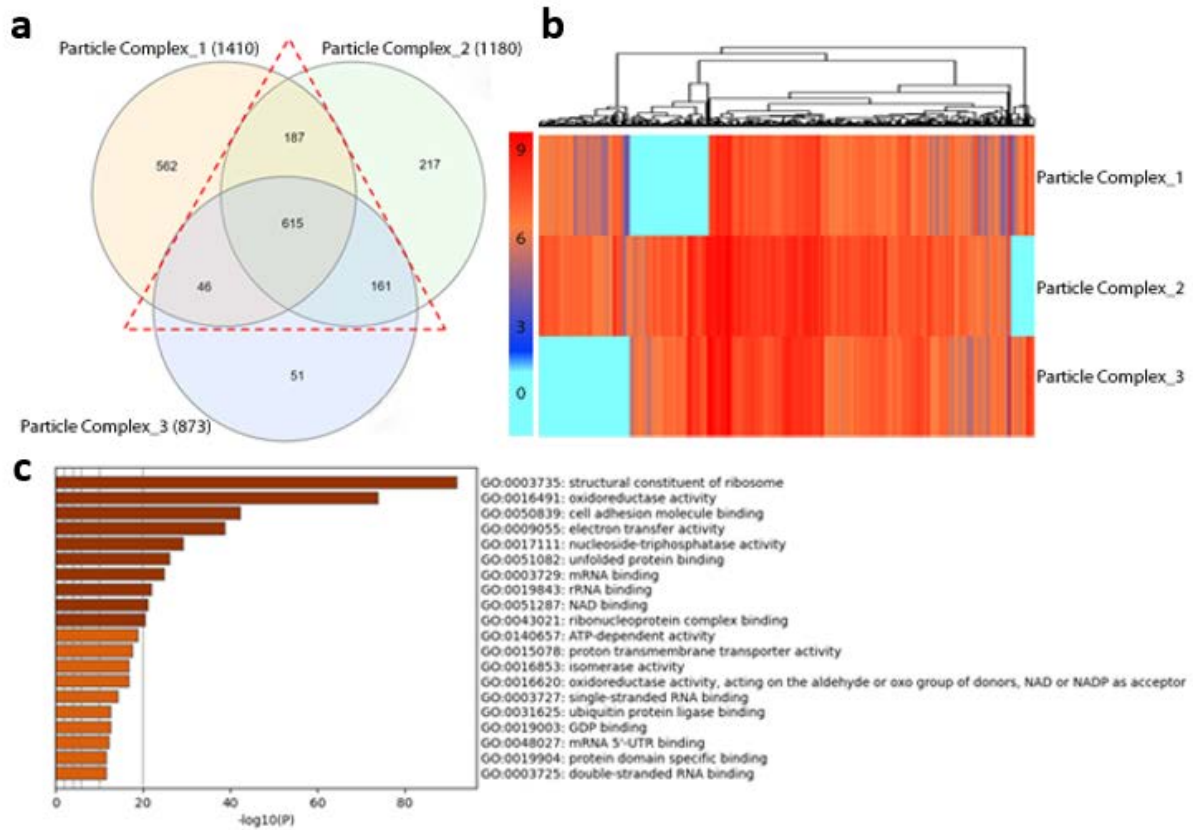 a
Particle Complex_1 (1410)
Particle Complex_2 (1180)
187
562
217
615
46
161
51
Particle Complex_3 (873)
b
9
6
3
0
Particle Complex_1
Particle Complex_2
Particle Complex_3
c
GO:0003735: structural constituent of ribosome
GO:0016491: oxidoreductase activity
GO:0050839: cell adhesion molecule binding
GO:0009055: electron transfer activity
GO:0017111: nucleoside-triphosphatase activity
GO:0051082: unfolded protein binding
GO:0003729: mRNA binding
GO:0019843: rRNA binding
GO:0051287: NAD binding
GO:0043021: ribonucleoprotein complex binding
GO:0140657: ATP-dependent activity
GO:0015078: proton transmembrane transporter activity
GO:0016853: isomerase activity
GO:0016620: oxidoreductase activity, acting on the aldehyde or oxo group of donors, NAD or NADP as acceptor
GO:0003727: single-stranded RNA binding
GO:0031625: ubiquitin protein ligase binding
GO:0019003: GDP binding
GO:0048027: mRNA 5'-UTR binding
GO:0019904: protein domain specific binding
GO:0003725: double-stranded RNA binding
0 20 40 60 80
-log10(P)